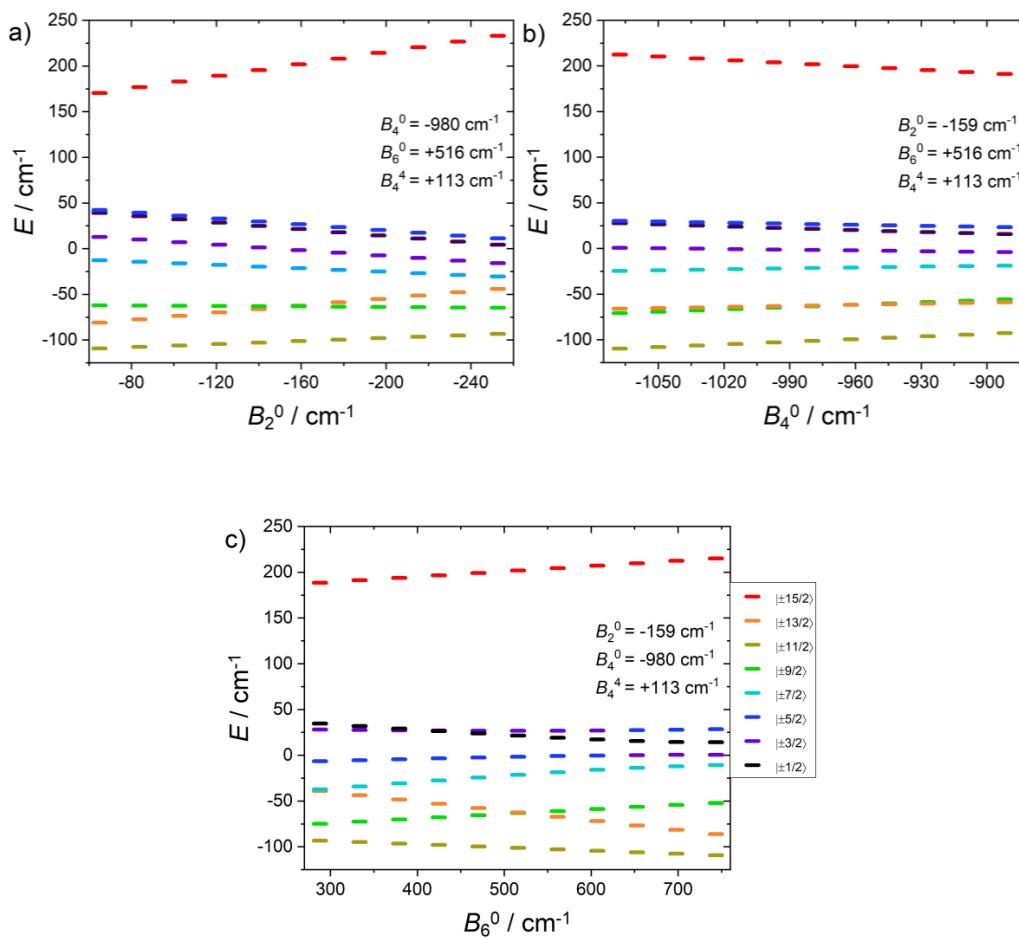 a)
250
200
150
100
50
0
-50
-100
E / cm⁻¹
B₄⁰ = -980 cm⁻¹
B₆⁰ = +516 cm⁻¹
B₄⁴ = +113 cm⁻¹
-80 -120 -160 -200 -240
B₂⁰ / cm⁻¹
b)
250
200
150
100
50
0
-50
-100
E / cm⁻¹
B₂⁰ = -159 cm⁻¹
B₆⁰ = +516 cm⁻¹
B₄⁴ = +113 cm⁻¹
-1050 -1020 -990 -960 -930 -900
B₄⁰ / cm⁻¹
c)
250
200
150
100
50
0
-50
-100
E / cm⁻¹
B₂⁰ = -159 cm⁻¹
B₄⁰ = -980 cm⁻¹
B₄⁴ = +113 cm⁻¹
300 400 500 600 700
B₆⁰ / cm⁻¹
|±15/2⟩
|±13/2⟩
|±11/2⟩
|±9/2⟩
|±7/2⟩
|±5/2⟩
|±3/2⟩
|±1/2⟩